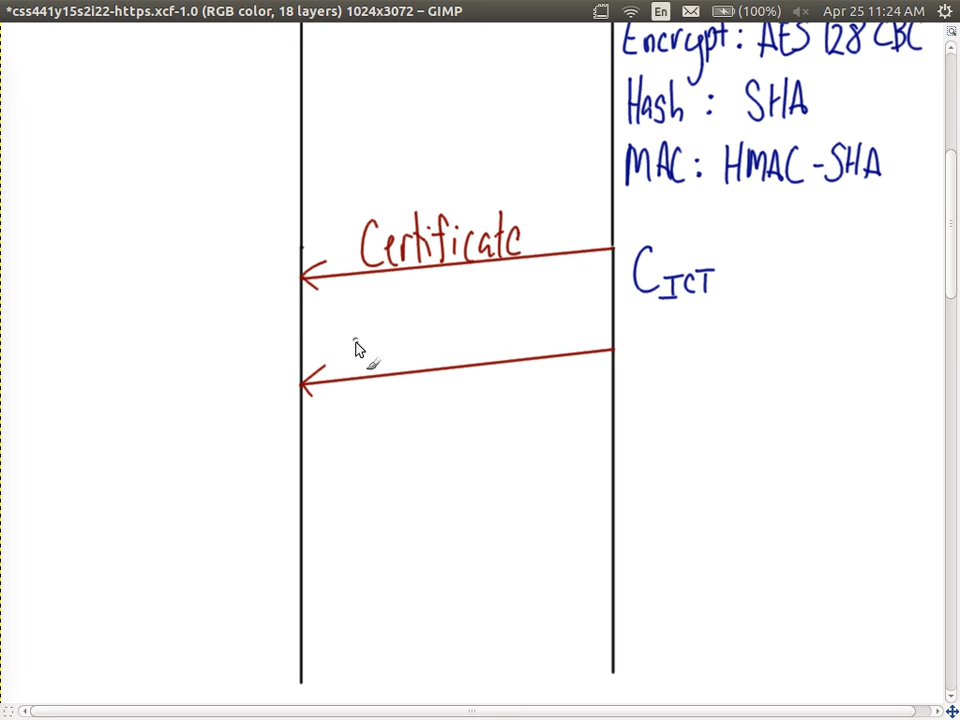 *css441y15s2i22-https.xcf-1.0 (RGB color, 18 layers) 1024x3072 – GIMP
En
(100%)
Apr 25 11:24 AM
Encrypt: AES 128 CBC
Hash : SHA
MAC: HMAC-SHA
Certificate
CICT